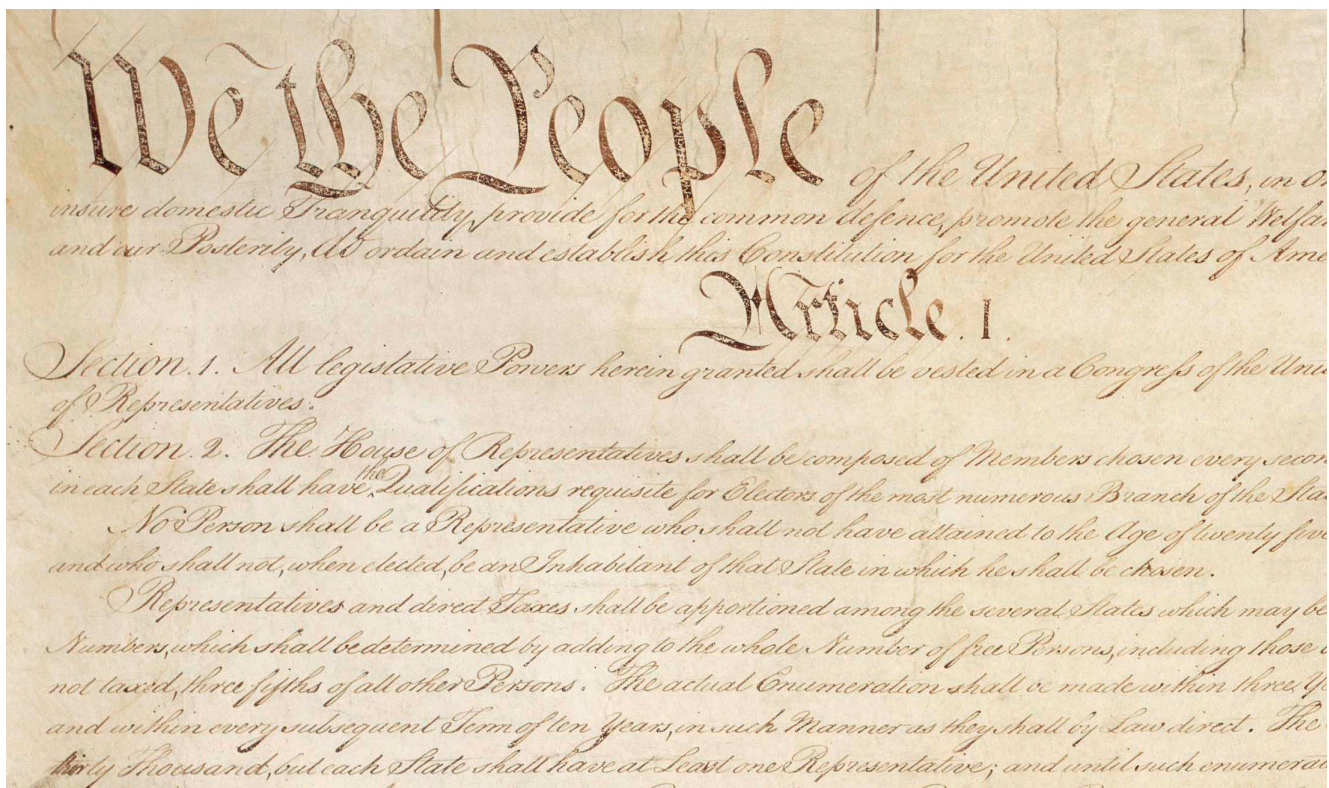 We the People of the United States, in Or
insure domestic Tranquility, provide for the common defence, promote the general Welfar
and our Posterity, do ordain and establish this Constitution for the United States of Ame
Article. I.
Section. 1. All legislative Powers herein granted shall be vested in a Congress of the Uni
of Representatives.
Section. 2. The House of Representatives shall be composed of Members chosen every secon
in each State shall have the Qualifications requisite for Electors of the most numerous Branch of the Sta
No Person shall be a Representative who shall not have attained to the Age of twenty five
and who shall not, when elected, be an Inhabitant of that State in which he shall be chosen.
Representatives and direct Taxes shall be apportioned among the several States which may be
Numbers, which shall be determined by adding to the whole Number of free Persons, including those
not taxed, three fifths of all other Persons. The actual Enumeration shall be made within three Ye
and within every subsequent Term of ten Years, in such Manner as they shall by Law direct. The
thirty Thousand, but each State shall have at Least one Representative; and until such enumerat